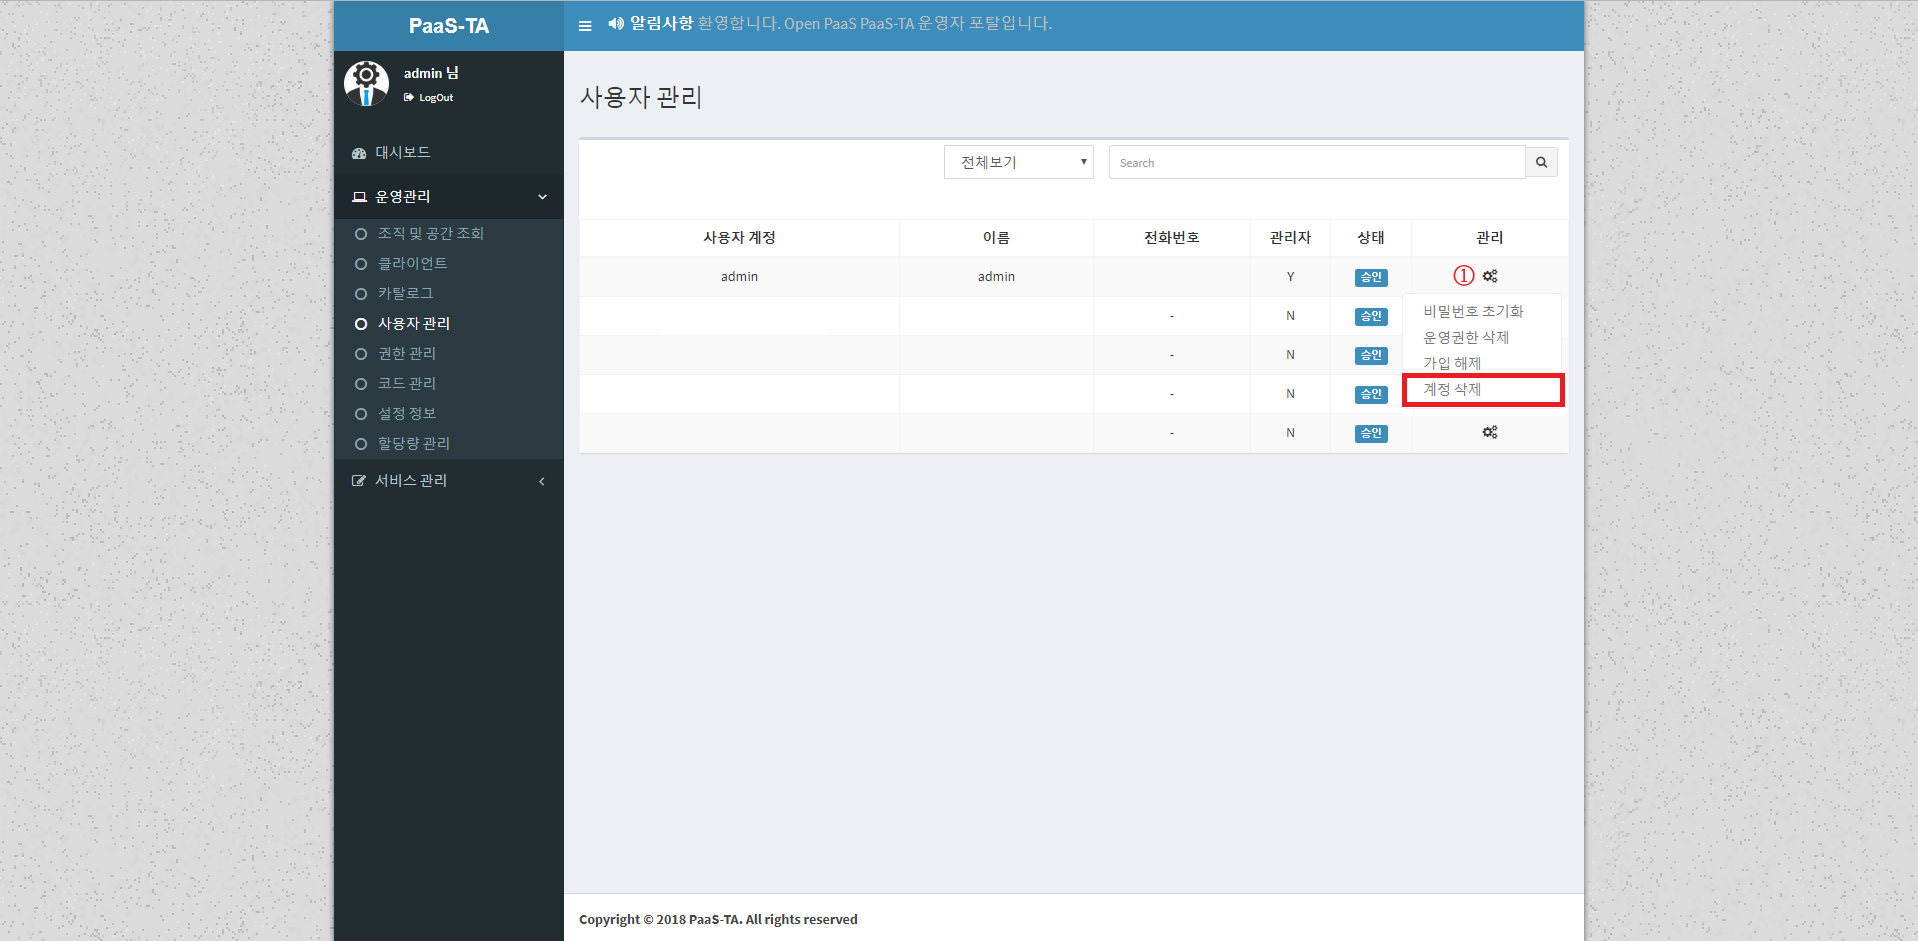 PaaS-TA
알림사항 환영합니다. Open PaaS PaaS-TA 운영자 포탈입니다.
admin 님
LogOut
대시보드
운영관리
조직 및 공간 조회
클라이언트
카탈로그
사용자 관리
권한 관리
코드 관리
설정 정보
할당량 관리
서비스 관리
사용자 관리
전체보기 Search
사용자 계정 이름 전화번호 관리자 상태 관리
admin admin Y 승인 ①
- N 승인
- N 승인
- N 승인
- N 승인
비밀번호 초기화
운영권한 삭제
가입 해제
계정 삭제
Copyright © 2018 PaaS-TA. All rights reserved